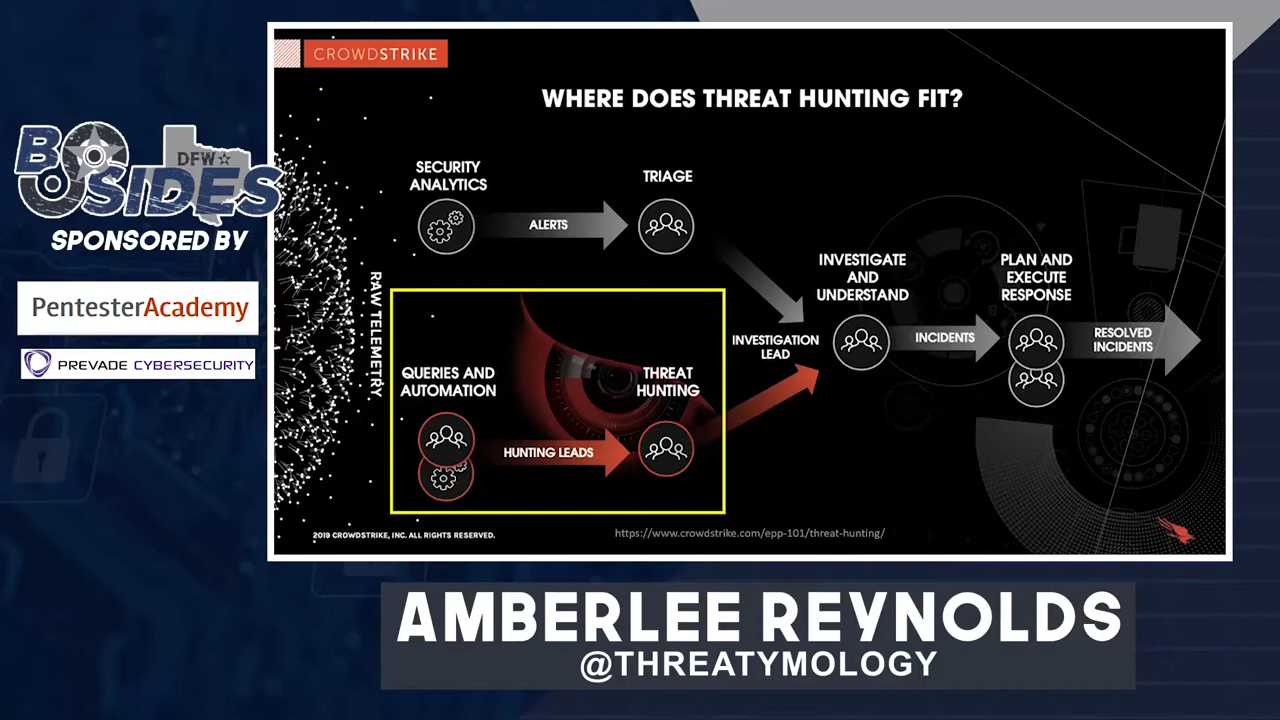 CROWDSTRIKE
WHERE DOES THREAT HUNTING FIT?
B SIDES
DFW
SPONSORED BY
PentesterAcademy
PREVADE CYBERSECURITY
RAW TELEMETRY
SECURITY
ANALYTICS
ALERTS
TRIAGE
QUERIES AND
AUTOMATION
HUNTING LEADS
THREAT
HUNTING
INVESTIGATION
LEAD
INVESTIGATE
AND
UNDERSTAND
INCIDENTS
PLAN AND
EXECUTE
RESPONSE
RESOLVED
INCIDENTS
2019 CROWDSTRIKE, INC. ALL RIGHTS RESERVED.
https://www.crowdstrike.com/epp-101/threat-hunting/
AMBERLEE REYNOLDS
@THREATYMOLOGY